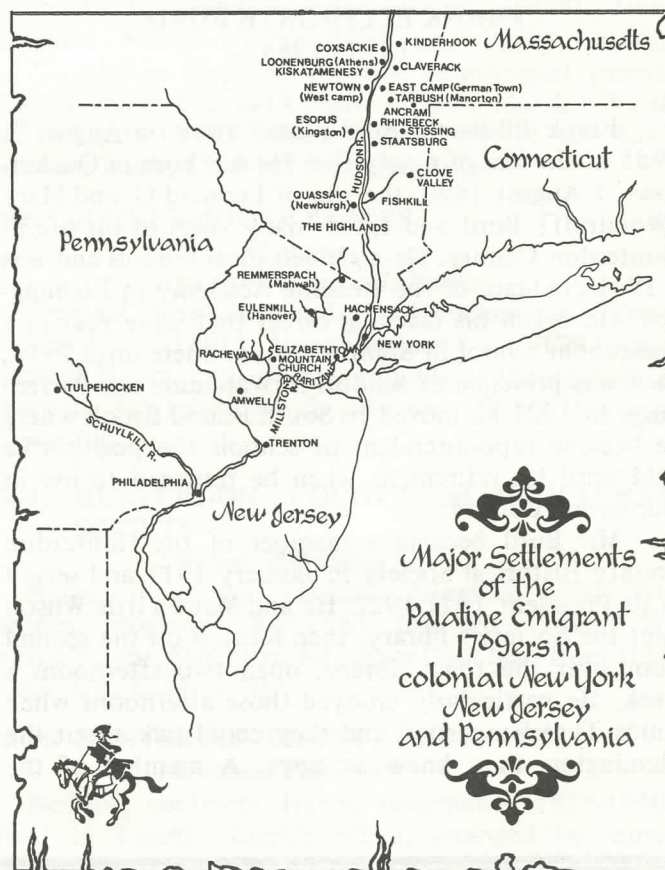 Massachusetts
COXSACKIE
KINDERHOOK
LOONENBURG (Athens)
CLAVERACK
KISKATAMENESY
NEWTOWN
(West Camp)
EAST CAMP (German Town)
TARBUSH (Manorton)
ANCRAM
RHINEBECK
ESOPUS
(Kingston)
STISSING
STAATSBURG
Connecticut
HUDSON R.
CLOVE
VALLEY
QUASSAIC
(Newburgh)
FISHKILL
THE HIGHLANDS
Pennsylvania
REMMERSPACH
(Mahwah)
EULENKILL
(Hanover)
HACHENSACK
NEW YORK
RACHEWAY
ELIZABETHTOWN
MOUNTAIN
CHURCH
RARITAN R.
MILLSTONE
TULPEHOCKEN
AMWELL
SCHUYLKILL R.
TRENTON
PHILADELPHIA
New Jersey
Major Settlements
of the
Palatine Emigrant
1709ers in
colonial New York
New Jersey
and Pennsylvania